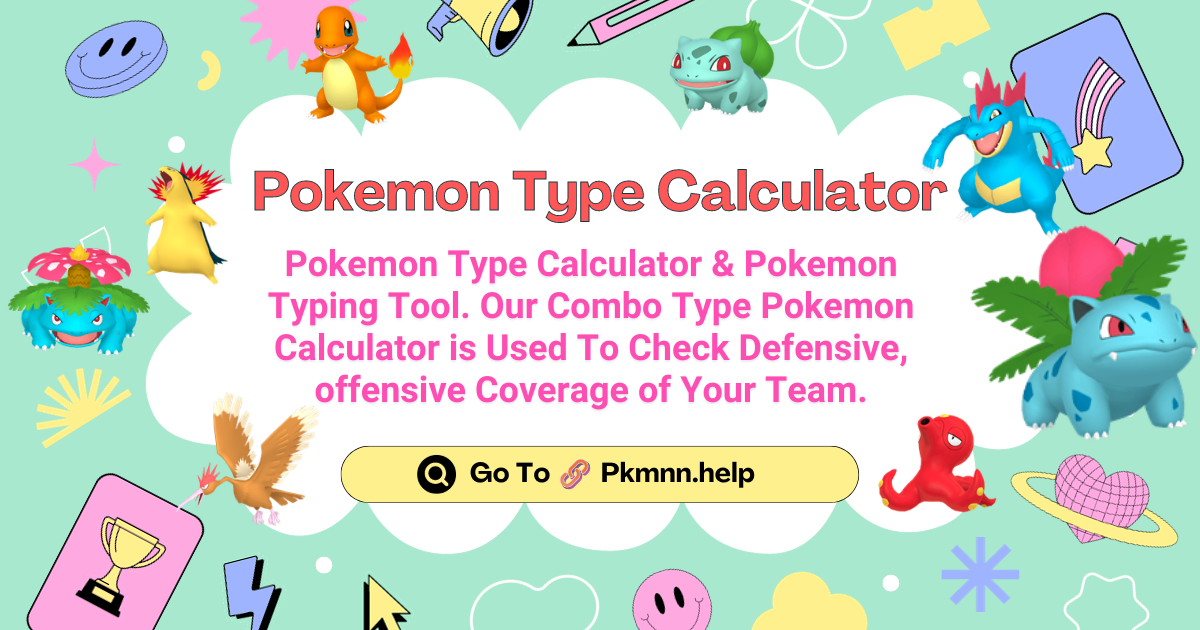 Pokemon Type Calculator
Pokemon Type Calculator & Pokemon
Typing Tool. Our Combo Type Pokemon
Calculator is Used To Check Defensive,
offensive Coverage of Your Team.
Go To Pkmnn.help